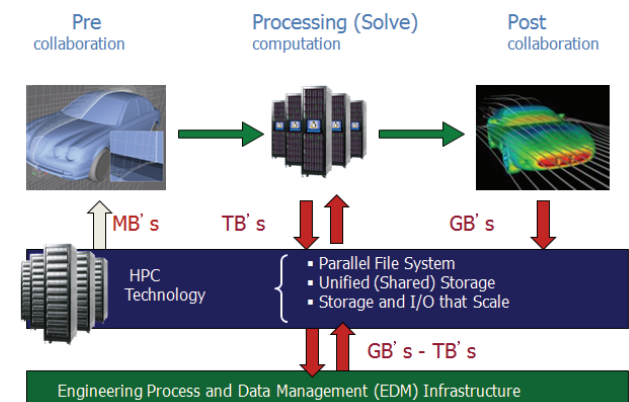 Pre
collaboration
Processing (Solve)
computation
Post
collaboration
MB's
TB's
GB's
HPC
Technology
▪ Parallel File System
▪ Unified (Shared) Storage
▪ Storage and I/O that Scale
GB's - TB's
Engineering Process and Data Management (EDM) Infrastructure